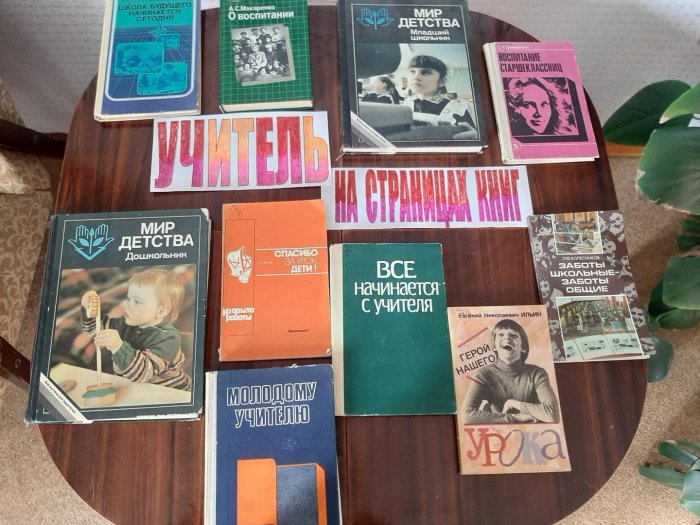 ШКОЛА БУДУЩЕГО
НАЧИНАЕТСЯ
СЕГОДНЯ
А.С.Макаренко
О воспитании
МИР
ДЕТСТВА
Младший
школьник
ВОСПИТАНИЕ
СТАРШЕКЛАССНИЦ
УЧИТЕЛЬ
НА СТРАНИЦАХ КНИГ
МИР
ДЕТСТВА
Дошкольник
СПАСИБО
ЗА УРОК,
ДЕТИ!
из опыта
работы
ВСЕ
начинается
с учителя
Л.Ф.КОЛЕСНИКОВ
ЗАБОТЫ
ШКОЛЬНЫЕ-
ЗАБОТЫ
ОБЩИЕ
Евгений Николаевич ИЛЬИН
ГЕРОЙ
НАШЕГО
УРОКА
МОЛОДОМУ
УЧИТЕЛЮ